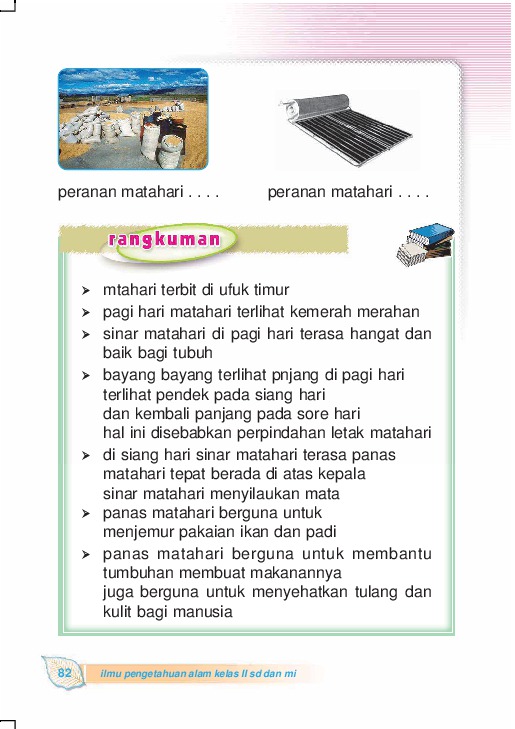 peranan matahari . . . .
peranan matahari . . . .
rangkuman
mtahari terbit di ufuk timur
pagi hari matahari terlihat kemerah merahan
sinar matahari di pagi hari terasa hangat dan
baik bagi tubuh
bayang bayang terlihat pnjang di pagi hari
terlihat pendek pada siang hari
dan kembali panjang pada sore hari
hal ini disebabkan perpindahan letak matahari
di siang hari sinar matahari terasa panas
matahari tepat berada di atas kepala
sinar matahari menyilaukan mata
panas matahari berguna untuk
menjemur pakaian ikan dan padi
panas matahari berguna untuk membantu
tumbuhan membuat makanannya
juga berguna untuk menyehatkan tulang dan
kulit bagi manusia
82
ilmu pengetahuan alam kelas II sd dan mi